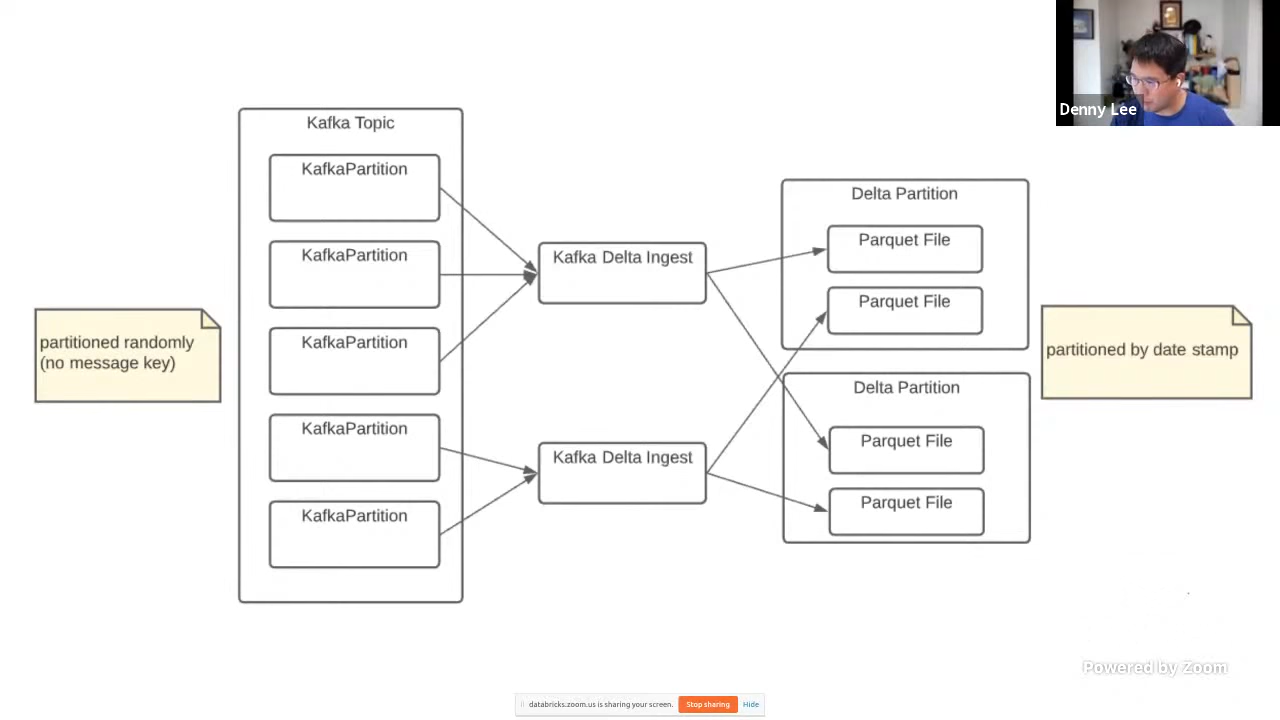 Denny Lee
Kafka Topic
KafkaPartition
KafkaPartition
KafkaPartition
KafkaPartition
KafkaPartition
partitioned randomly
(no message key)
Kafka Delta Ingest
Kafka Delta Ingest
Delta Partition
Parquet File
Parquet File
Delta Partition
Parquet File
Parquet File
partitioned by date stamp
Powered by Zoom
databricks.zoom.us is sharing your screen. Stop sharing Hide